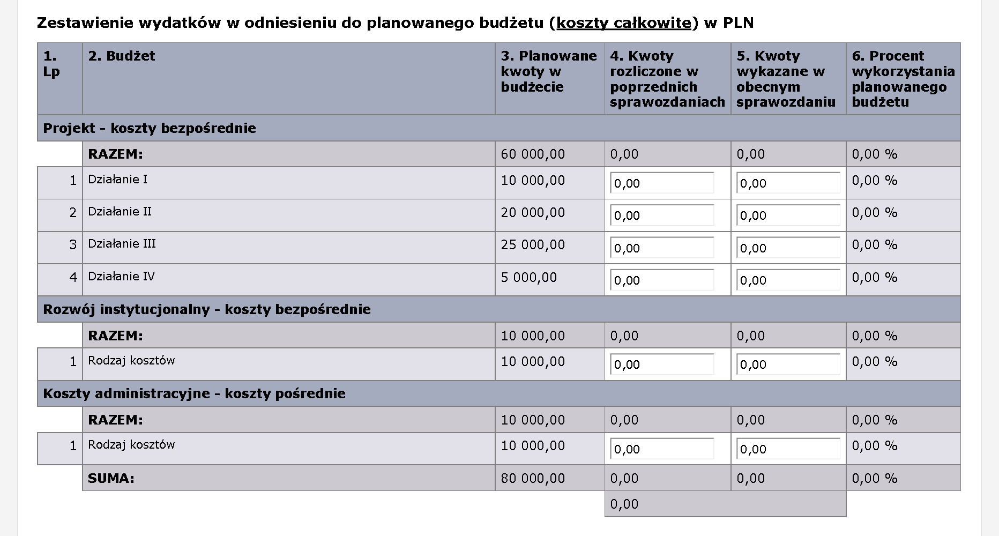 Zestawienie wydatków w odniesieniu do planowanego budżetu (koszty całkowite) w PLN
1. Lp 2. Budżet 3. Planowane kwoty w budżecie 4. Kwoty rozliczone w poprzednich sprawozdaniach 5. Kwoty wykazane w obecnym sprawozdaniu 6. Procent wykorzystania planowanego budżetu
Projekt - koszty bezpośrednie
RAZEM: 60 000,00 0,00 0,00 0,00 %
1 Działanie I 10 000,00 0,00 0,00 0,00 %
2 Działanie II 20 000,00 0,00 0,00 0,00 %
3 Działanie III 25 000,00 0,00 0,00 0,00 %
4 Działanie IV 5 000,00 0,00 0,00 0,00 %
Rozwój instytucjonalny - koszty bezpośrednie
RAZEM: 10 000,00 0,00 0,00 0,00 %
1 Rodzaj kosztów 10 000,00 0,00 0,00 0,00 %
Koszty administracyjne - koszty pośrednie
RAZEM: 10 000,00 0,00 0,00 0,00 %
1 Rodzaj kosztów 10 000,00 0,00 0,00 0,00 %
SUMA: 80 000,00 0,00 0,00 0,00 %
0,00